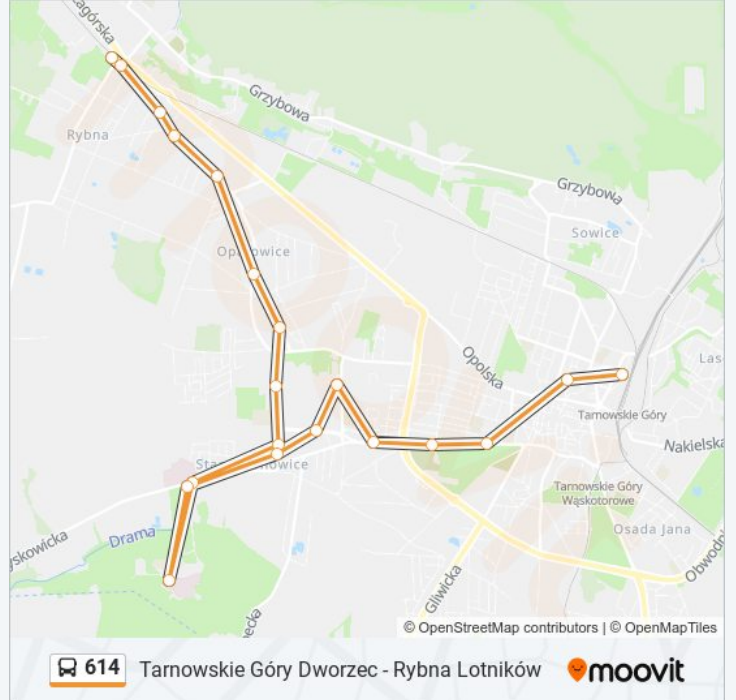 Rybna
Grzybowa
Grzybowa
Sowice
Opolska
Tarnowskie Góry
Nakielska
Tarnowskie Góry
Wąskotorowe
Osada Jana
Drama
Gliwicka
© OpenStreetMap contributors | © OpenMapTiles
614 Tarnowskie Góry Dworzec - Rybna Lotników
moovit